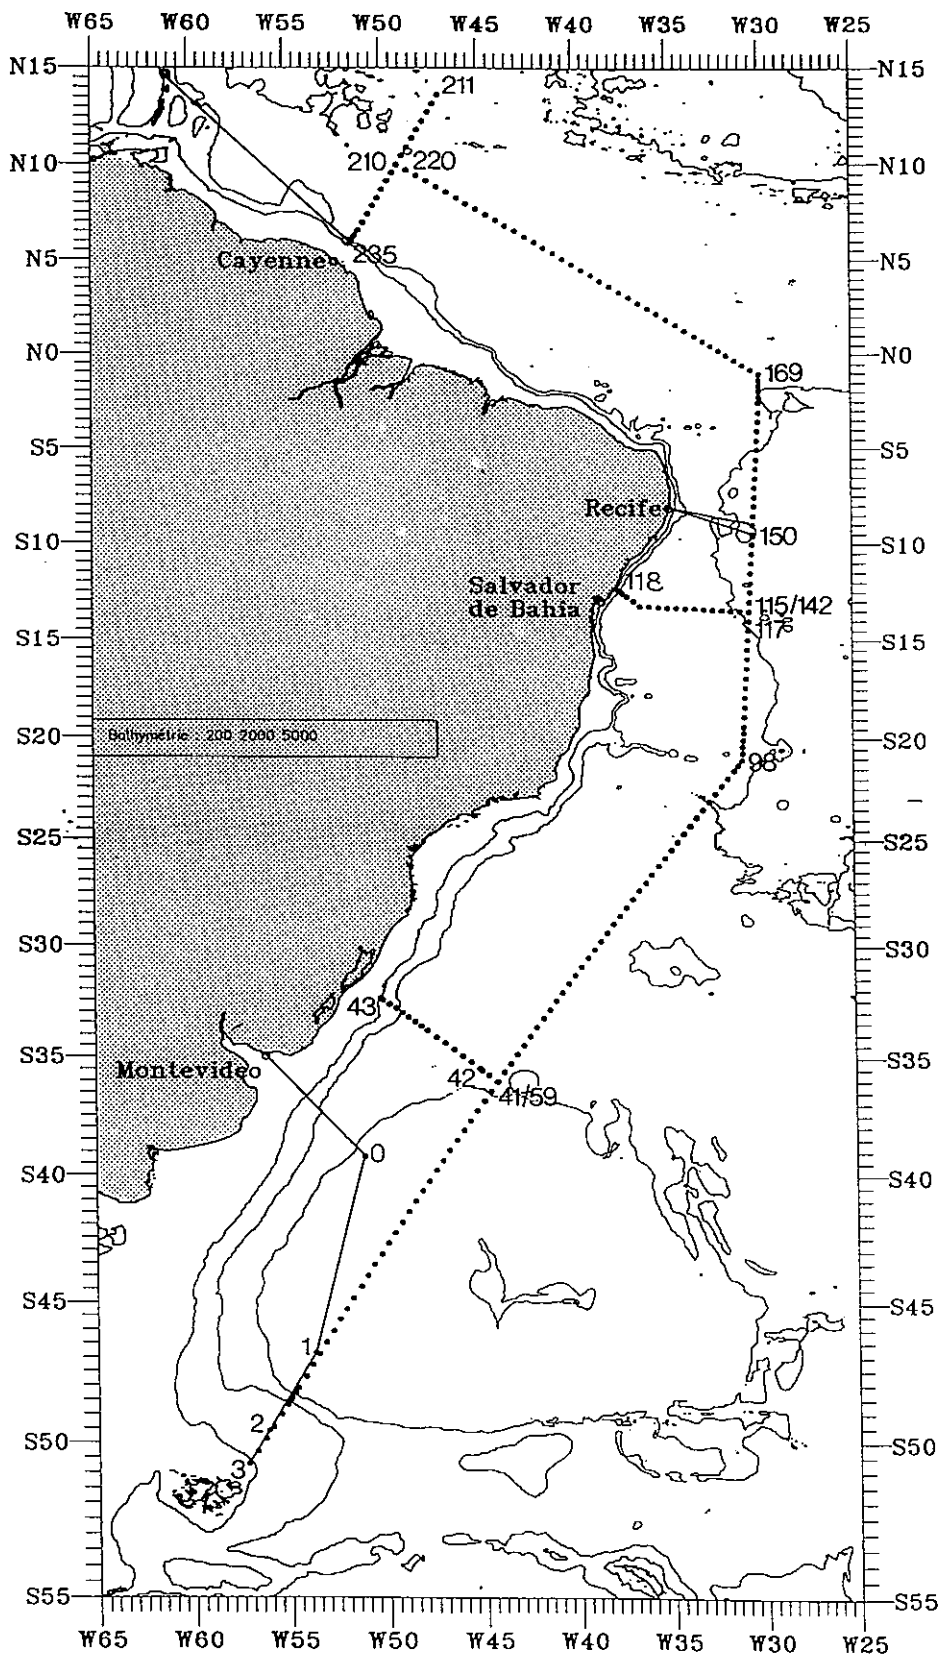 W65 W60 W55 W50 W45 W40 W35 W30 W25
N15 N15
211
N10 210 220 N10
235
Cayenne
N5 N5
N0 N0
169
S5 S5
Recife
150
S10 S10
118
Salvador
de Bahia
115/142
117
S15 S15
Bathymétrie : 200 2000 5000
S20 S20
98
S25 S25
S30 S30
43
S35 S35
Montevideo
42
41/59
0
S40 S40
S45 S45
1
2
S50 S50
3
S55 S55
W65 W60 W55 W50 W45 W40 W35 W30 W25